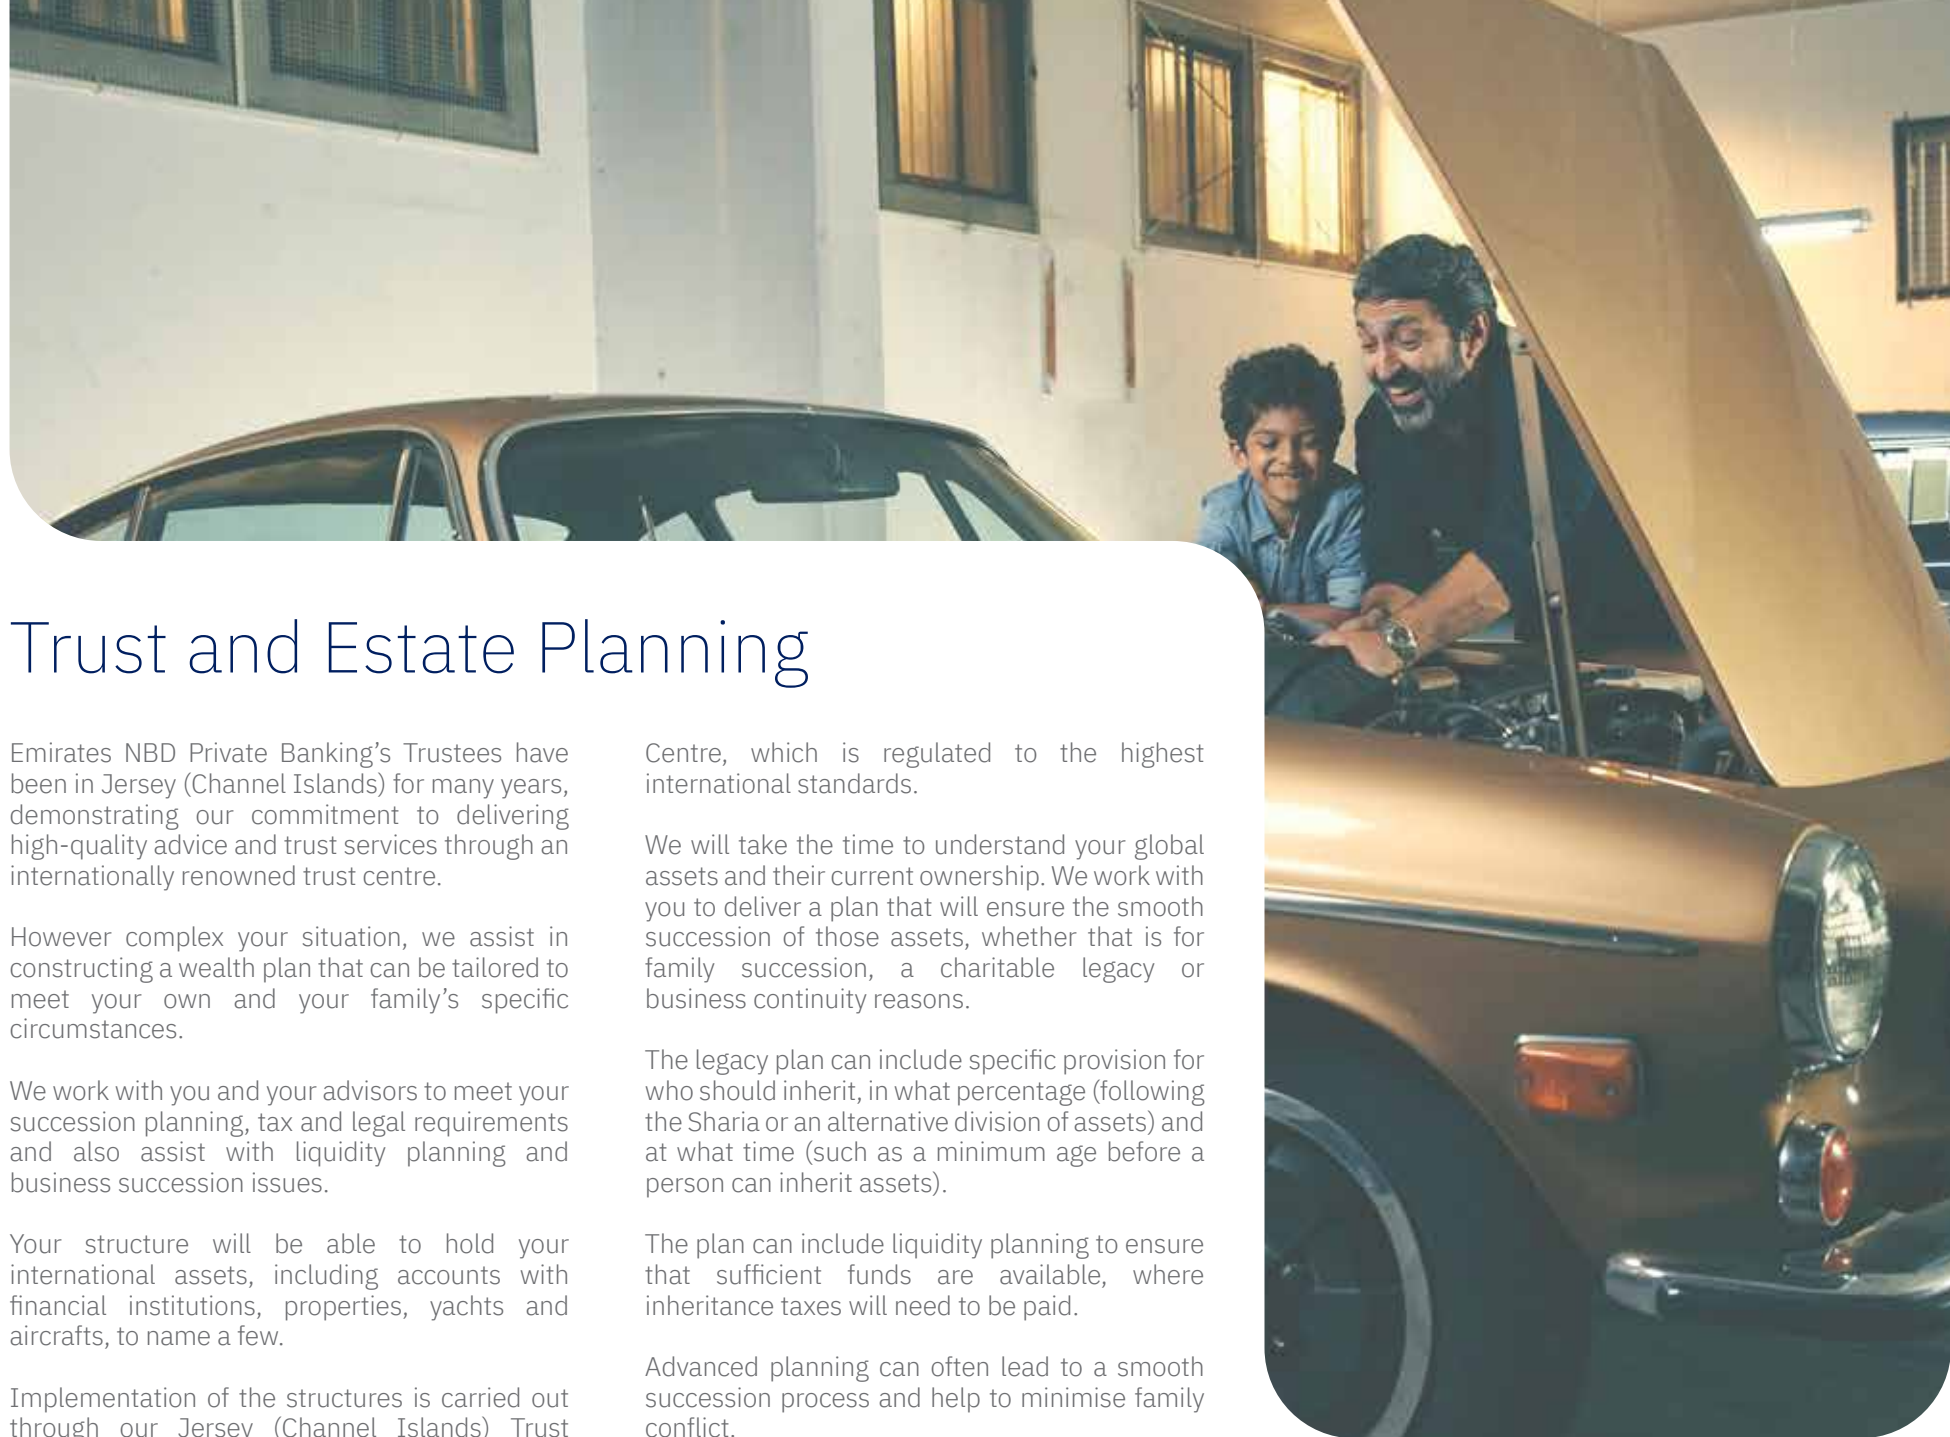 Trust and Estate Planning
Emirates NBD Private Banking’s Trustees have
been in Jersey (Channel Islands) for many years,
demonstrating our commitment to delivering
high-quality advice and trust services through an
internationally renowned trust centre.
However complex your situation, we assist in
constructing a wealth plan that can be tailored to
meet your own and your family’s specific
circumstances.
We work with you and your advisors to meet your
succession planning, tax and legal requirements
and also assist with liquidity planning and
business succession issues.
Your structure will be able to hold your
international assets, including accounts with
financial institutions, properties, yachts and
aircrafts, to name a few.
Implementation of the structures is carried out
through our Jersey (Channel Islands) Trust
Centre, which is regulated to the highest
international standards.
We will take the time to understand your global
assets and their current ownership. We work with
you to deliver a plan that will ensure the smooth
succession of those assets, whether that is for
family succession, a charitable legacy or
business continuity reasons.
The legacy plan can include specific provision for
who should inherit, in what percentage (following
the Sharia or an alternative division of assets) and
at what time (such as a minimum age before a
person can inherit assets).
The plan can include liquidity planning to ensure
that sufficient funds are available, where
inheritance taxes will need to be paid.
Advanced planning can often lead to a smooth
succession process and help to minimise family
conflict.